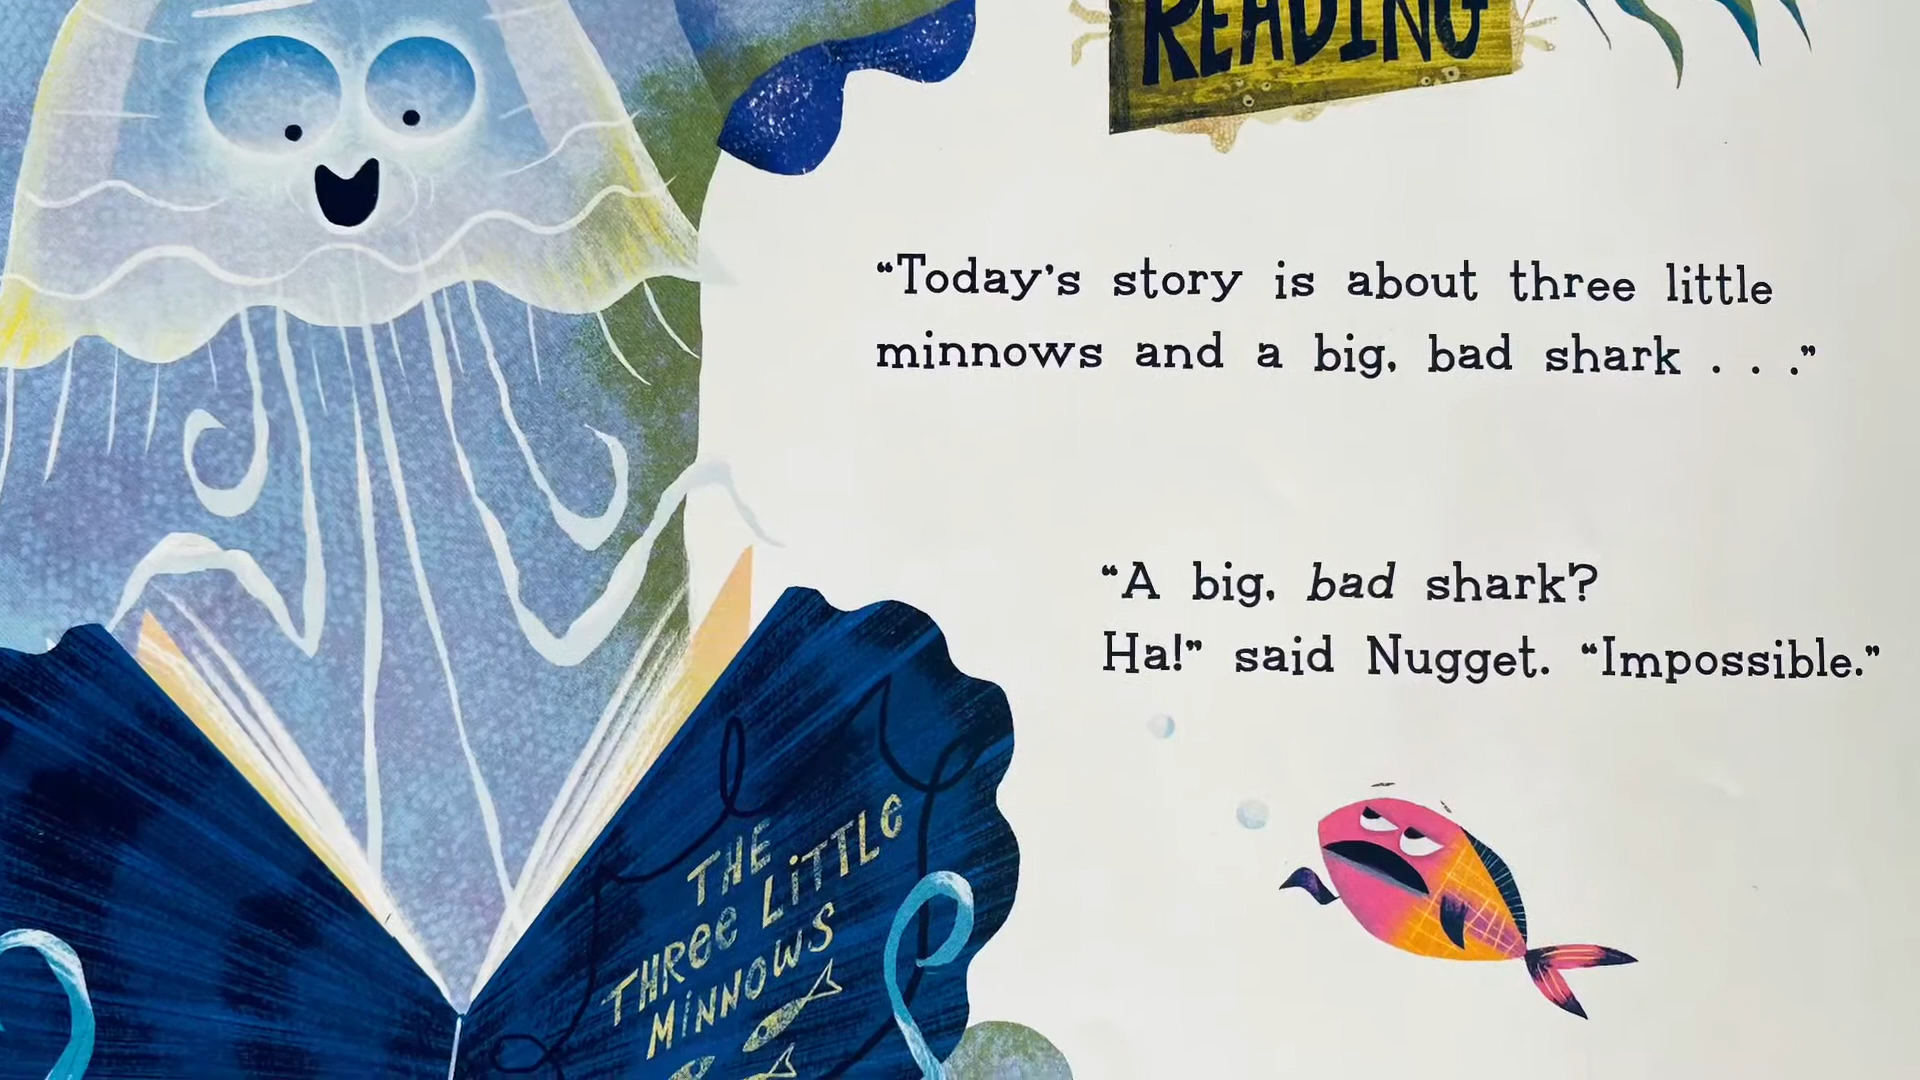 READING
“Today’s story is about three little
minnows and a big, bad shark . . .”
“A big, bad shark?
Ha!” said Nugget. “Impossible.”
THE
THREE LITTLE
MINNOWS